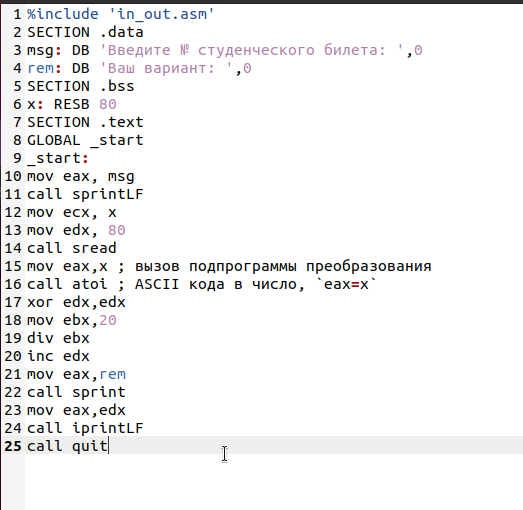 1 %include 'in_out.asm'
2 SECTION .data
3 msg: DB 'Введите № студенческого билета: ',0
4 rem: DB 'Ваш вариант: ',0
5 SECTION .bss
6 x: RESB 80
7 SECTION .text
8 GLOBAL _start
9 _start:
10 mov eax, msg
11 call sprintLF
12 mov ecx, x
13 mov edx, 80
14 call sread
15 mov eax,x ; вызов подпрограммы преобразования
16 call atoi ; ASCII кода в число, `eax=x`
17 xor edx,edx
18 mov ebx,20
19 div ebx
20 inc edx
21 mov eax,rem
22 call sprint
23 mov eax,edx
24 call iprintLF
25 call quit